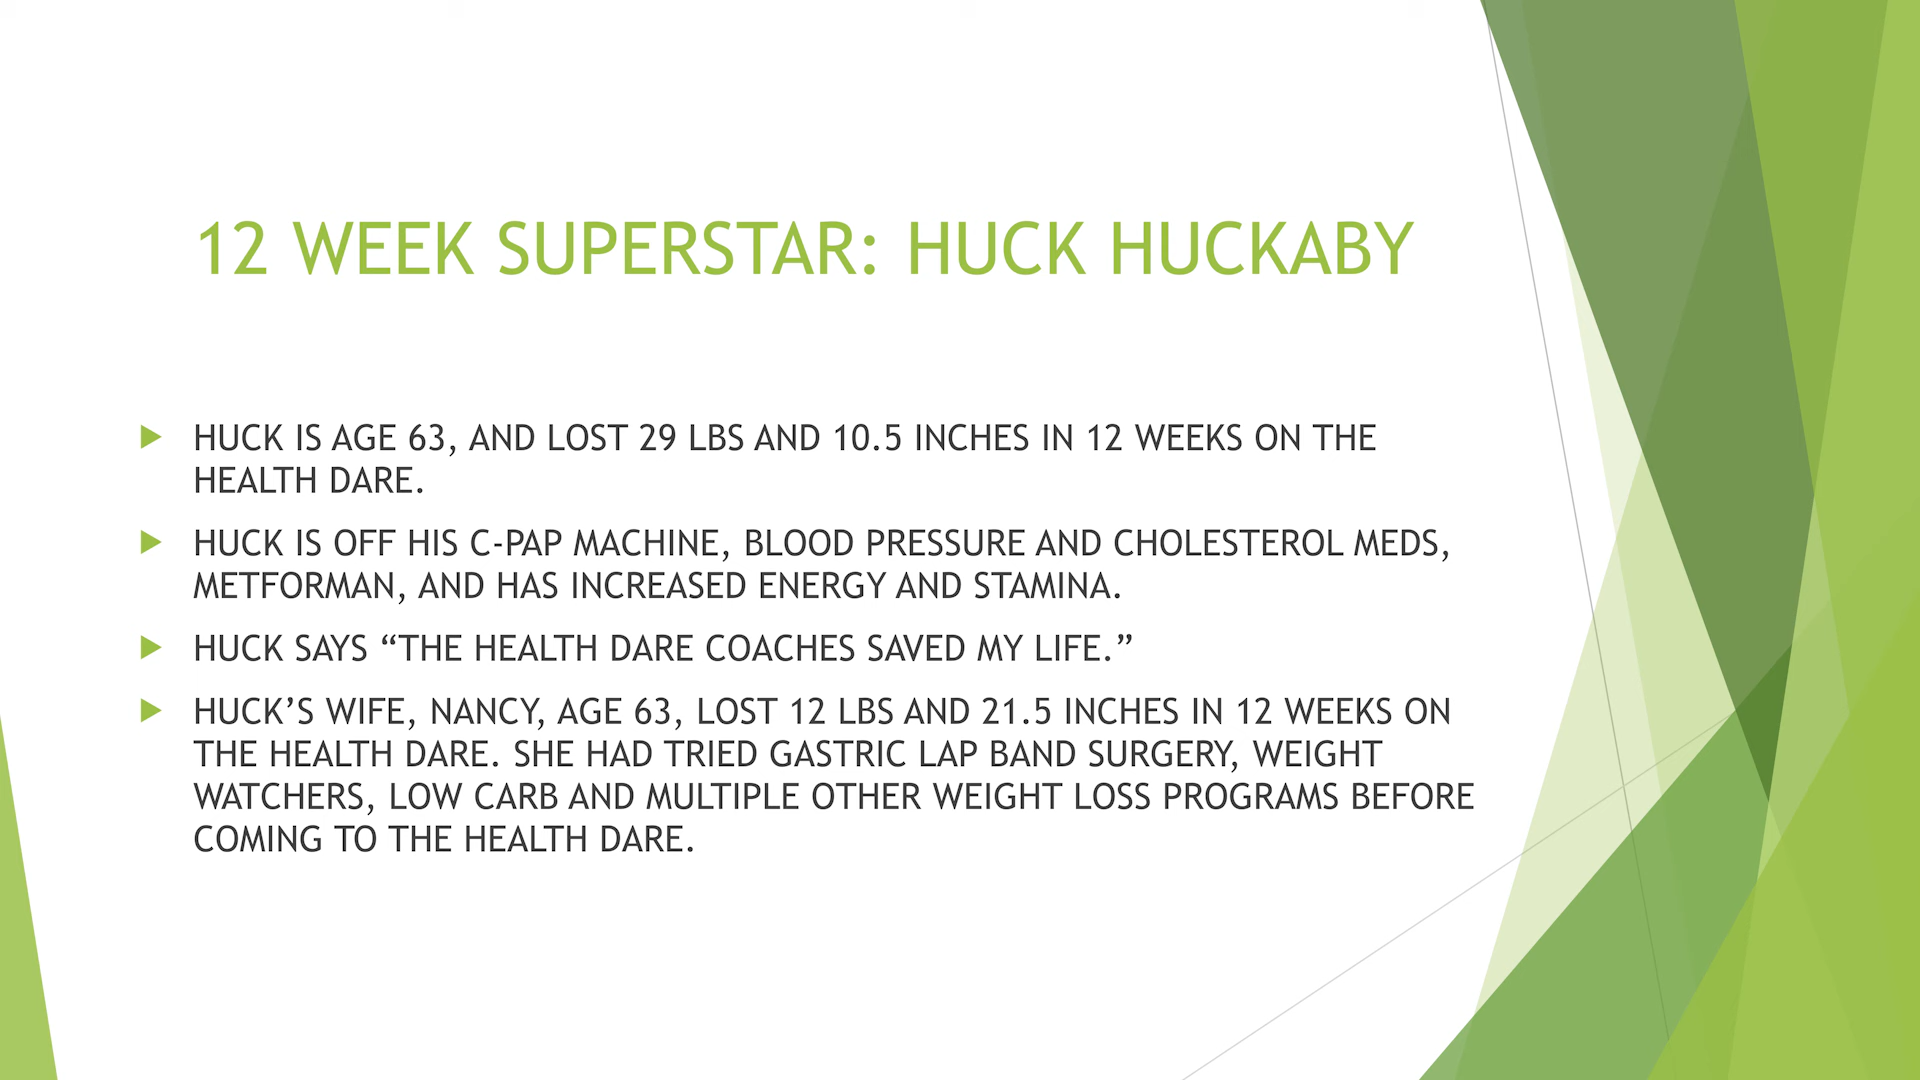 12 WEEK SUPERSTAR: HUCK HUCKABY
HUCK IS AGE 63, AND LOST 29 LBS AND 10.5 INCHES IN 12 WEEKS ON THE
HEALTH DARE.
HUCK IS OFF HIS C-PAP MACHINE, BLOOD PRESSURE AND CHOLESTEROL MEDS,
METFORMAN, AND HAS INCREASED ENERGY AND STAMINA.
HUCK SAYS “THE HEALTH DARE COACHES SAVED MY LIFE.”
HUCK’S WIFE, NANCY, AGE 63, LOST 12 LBS AND 21.5 INCHES IN 12 WEEKS ON
THE HEALTH DARE. SHE HAD TRIED GASTRIC LAP BAND SURGERY, WEIGHT
WATCHERS, LOW CARB AND MULTIPLE OTHER WEIGHT LOSS PROGRAMS BEFORE
COMING TO THE HEALTH DARE.